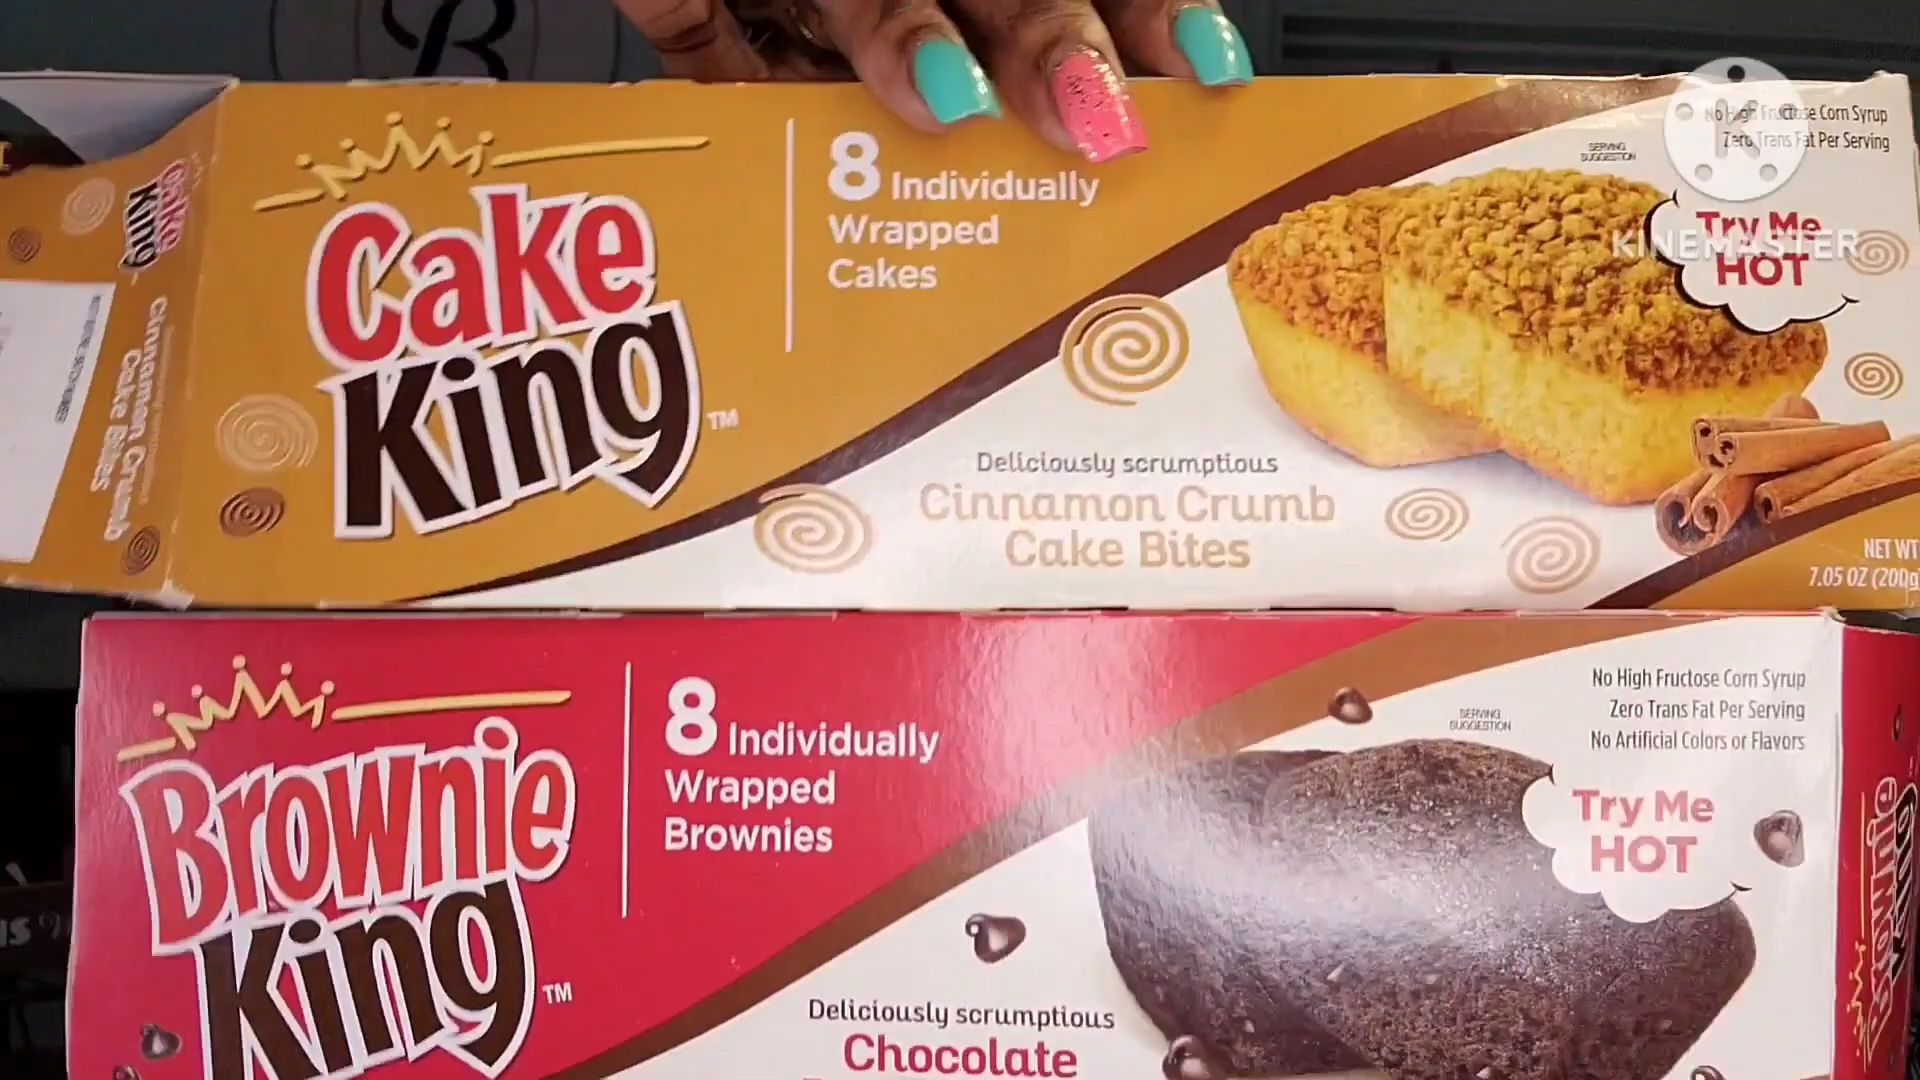 B
No High Fructose Corn Syrup
Zero Trans Fat Per Serving
K
KINEMASTER
SERVING
SUGGESTION
Try Me
HOT
8 Individually
Wrapped
Cakes
Cake
King
TM
Deliciously scrumptious
Cinnamon Crumb
Cake Bites
NET WT
7.05 OZ (200g
Cake
King
Cinnamon Crumb
Cake Bites
No High Fructose Corn Syrup
Zero Trans Fat Per Serving
No Artificial Colors or Flavors
SERVING
SUGGESTION
Try Me
HOT
8 Individually
Wrapped
Brownies
Brownie
King
TM
Deliciously scrumptious
Chocolate
Brownie
King